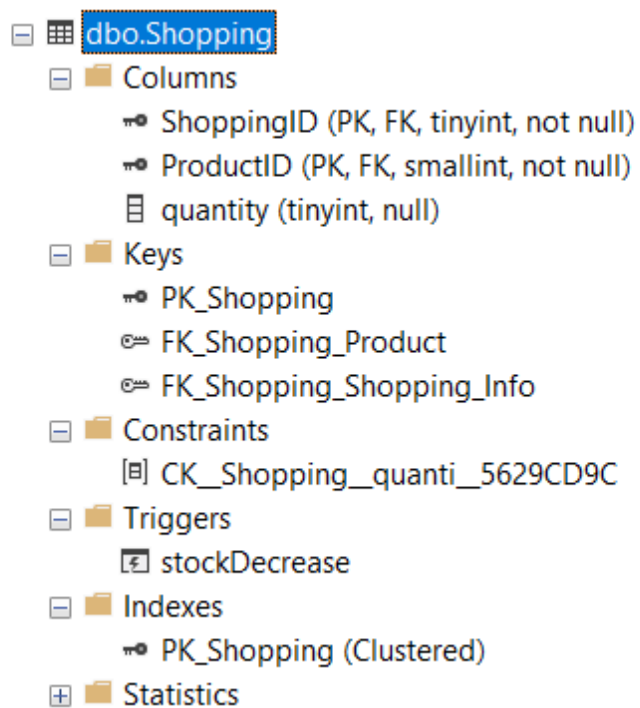 dbo.Shopping
Columns
ShoppingID (PK, FK, tinyint, not null)
ProductID (PK, FK, smallint, not null)
quantity (tinyint, null)
Keys
PK_Shopping
FK_Shopping_Product
FK_Shopping_Shopping_Info
Constraints
CK__Shopping__quanti__5629CD9C
Triggers
stockDecrease
Indexes
PK_Shopping (Clustered)
Statistics